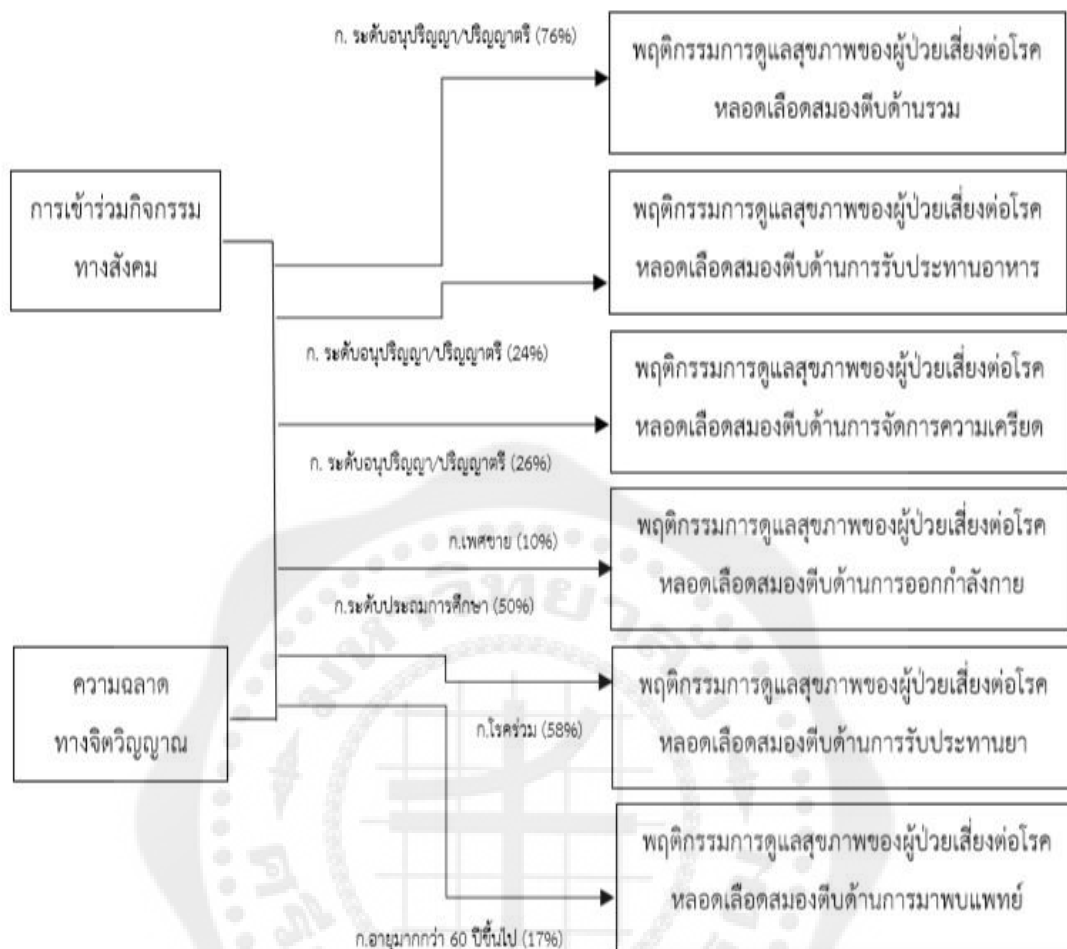 ก. ระดับอนุปริญญา/ปริญญาตรี (76%)
พฤติกรรมการดูแลสุขภาพของผู้ป่วยเสี่ยงต่อโรค
หลอดเลือดสมองตีบด้านรวม
การเข้าร่วมกิจกรรม
ทางสังคม
พฤติกรรมการดูแลสุขภาพของผู้ป่วยเสี่ยงต่อโรค
หลอดเลือดสมองตีบด้านการรับประทานอาหาร
ก. ระดับอนุปริญญา/ปริญญาตรี (24%)
พฤติกรรมการดูแลสุขภาพของผู้ป่วยเสี่ยงต่อโรค
หลอดเลือดสมองตีบด้านการจัดการความเครียด
ก. ระดับอนุปริญญา/ปริญญาตรี (26%)
พฤติกรรมการดูแลสุขภาพของผู้ป่วยเสี่ยงต่อโรค
หลอดเลือดสมองตีบด้านการออกกำลังกาย
ก.เพศชาย (10%)
ก.ระดับประถมการศึกษา (50%)
ความฉลาด
ทางจิตวิญญาณ
พฤติกรรมการดูแลสุขภาพของผู้ป่วยเสี่ยงต่อโรค
หลอดเลือดสมองตีบด้านการรับประทานยา
ก.โรคร่วม (58%)
พฤติกรรมการดูแลสุขภาพของผู้ป่วยเสี่ยงต่อโรค
หลอดเลือดสมองตีบด้านการมาพบแพทย์
ก.อายุมากกว่า 60 ปีขึ้นไป (17%)